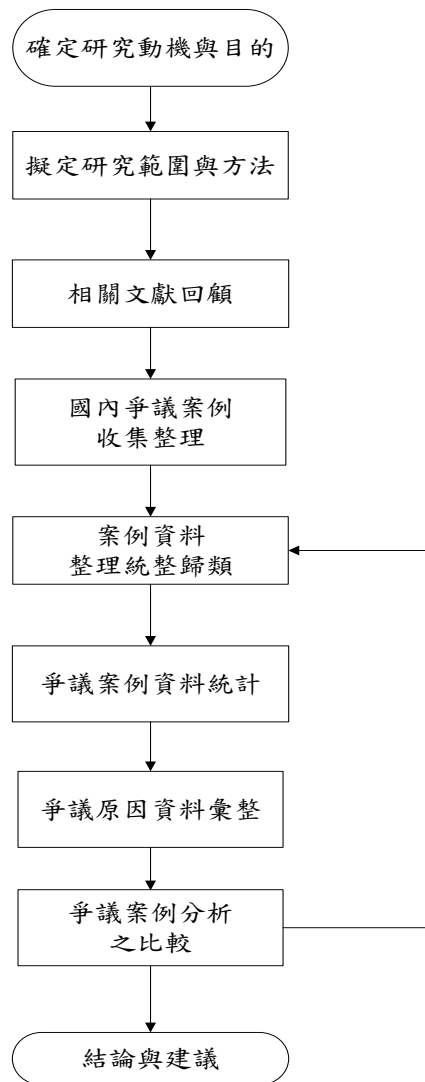 確定研究動機與目的
擬定研究範圍與方法
相關文獻回顧
國內爭議案例
收集整理
案例資料
整理統整歸類
爭議案例資料統計
爭議原因資料彙整
爭議案例分析
之比較
結論與建議